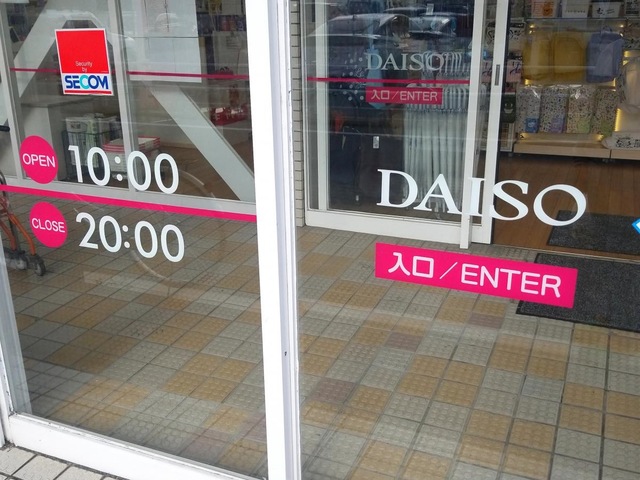 Security
by
SECOM
OPEN 10:00
CLOSE 20:00
DAISO
入口/ENTER
DAISO
入口/ENTER